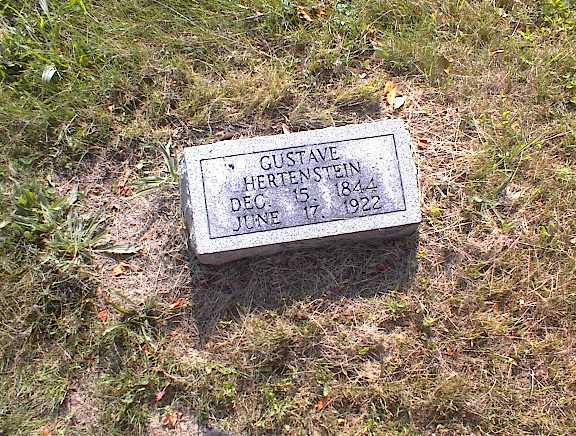 GUSTAVE
HERTENSTEIN
DEC. 15, 1844
JUNE 17, 1922